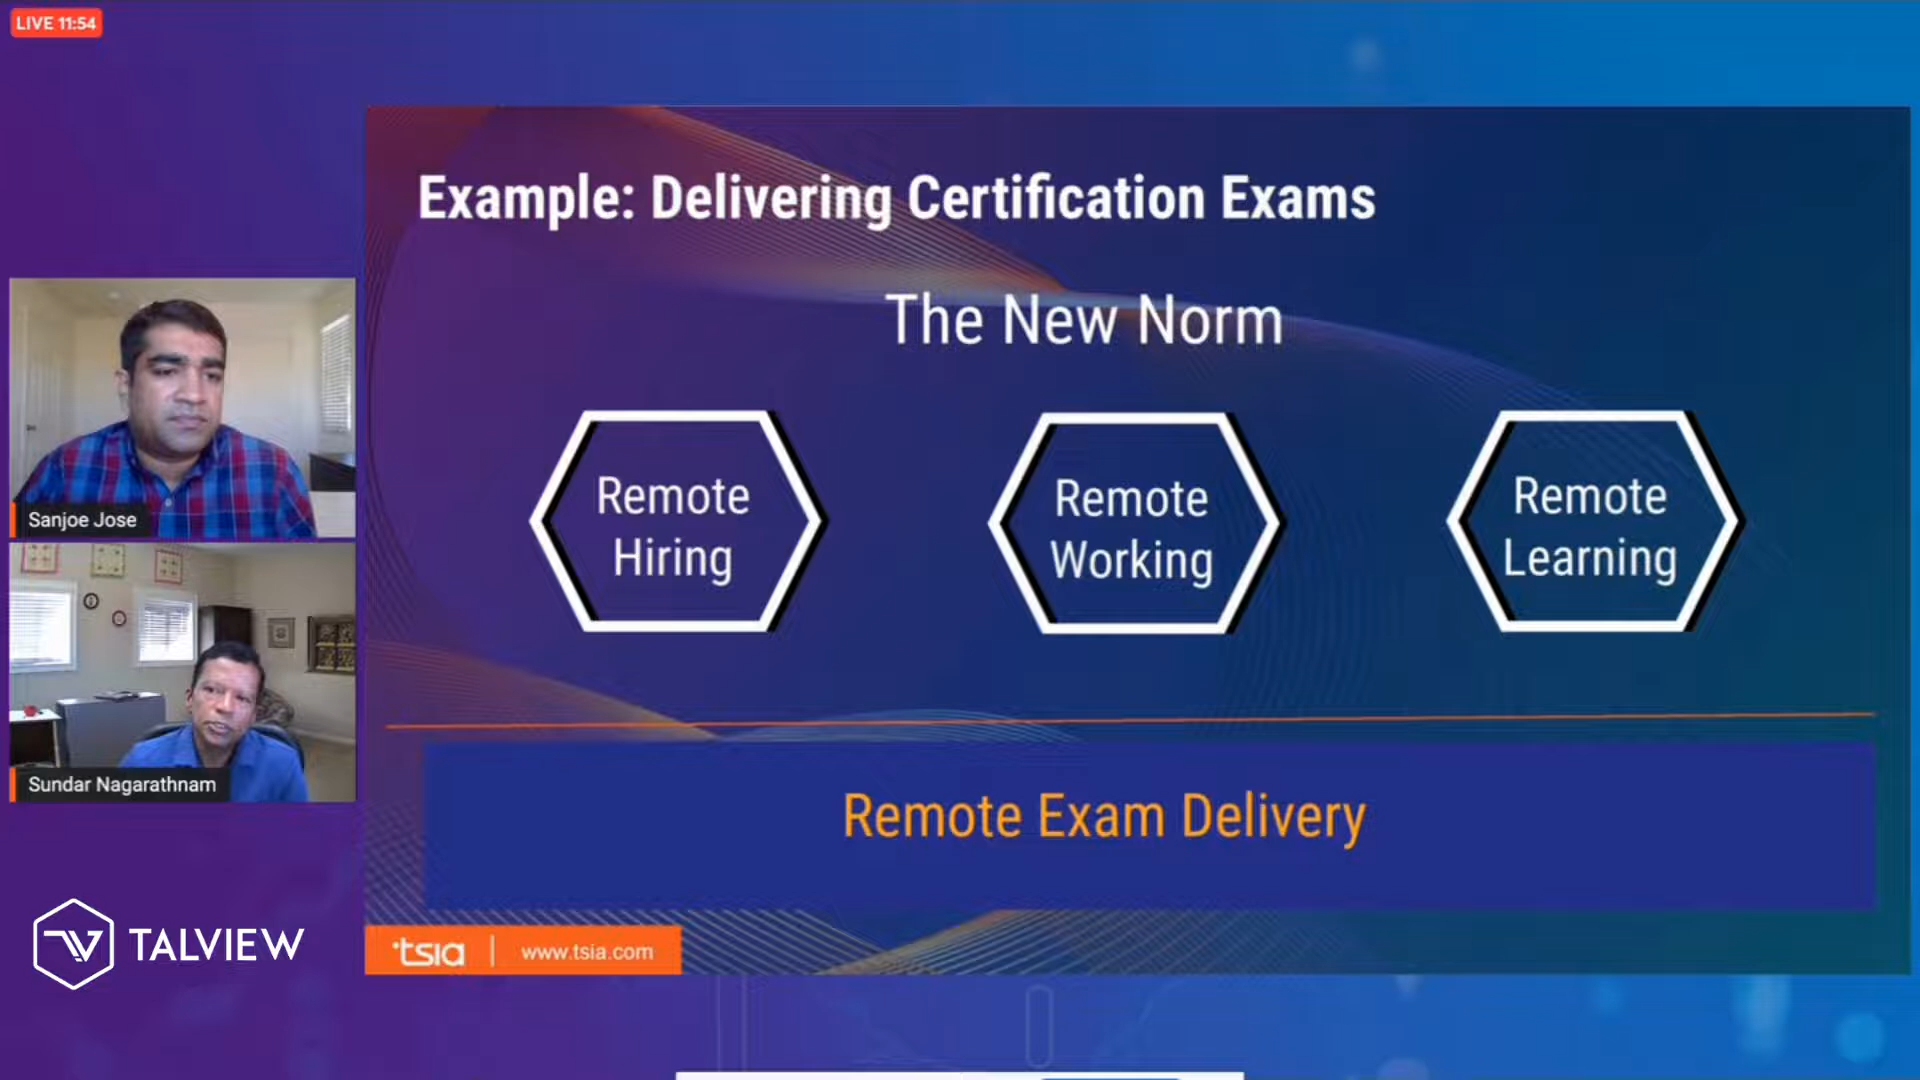 LIVE 11:54
Example: Delivering Certification Exams
The New Norm
Remote
Hiring
Remote
Working
Remote
Learning
Remote Exam Delivery
Sanjoe Jose
Sundar Nagarathnam
TALVIEW
tsia | www.tsia.com